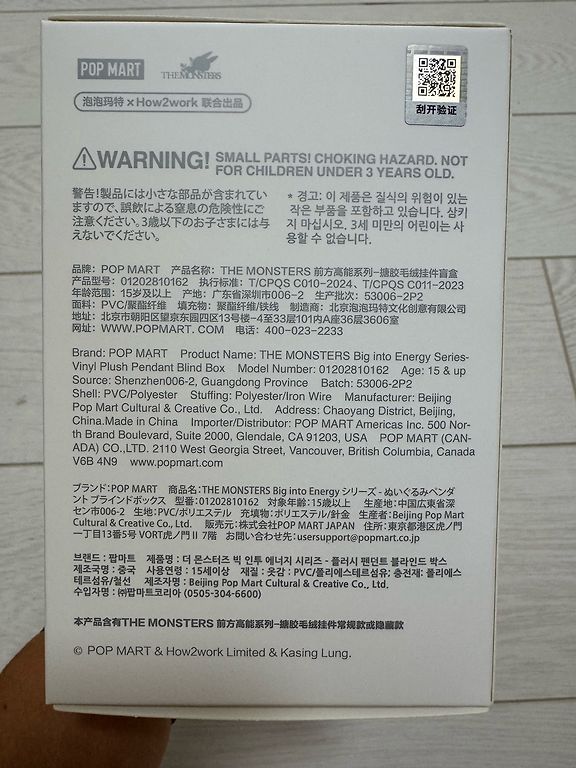 POP MART THE MONSTERS
泡泡玛特 × How2work 联合出品
刮开验证
WARNING! SMALL PARTS! CHOKING HAZARD. NOT
FOR CHILDREN UNDER 3 YEARS OLD.
警告!製品には小さな部品が含まれてい
ますので、誤飲による窒息の危険性にご
注意ください。3歳以下のお子さまには与
えないでください。
* 경고: 이 제품은 질식의 위험이 있는
작은 부품을 포함하고 있습니다. 삼키
지 마십시오. 3세 미만의 어린이는 사
용할 수 없습니다.
品牌：POP MART 产品名称：THE MONSTERS 前方高能系列-搪胶毛绒挂件盲盒
产品型号：01202810162 执行标准：T/CPQS C010-2024、T/CPQS C011-2023
年龄范围：15岁及以上 产地：广东省深圳市006-2 生产批次：53006-2P2
面料：PVC/聚酯纤维 填充物：聚酯纤维/铁线 制造商：北京泡泡玛特文化创意有限公司
地址：北京市朝阳区望京东园四区13号楼-4至33层101内A座36层3606室
网址：WWW.POPMART.COM 电话：400-023-2233
Brand: POP MART Product Name: THE MONSTERS Big into Energy Series-
Vinyl Plush Pendant Blind Box Model Number: 01202810162 Age: 15 & up
Source: Shenzhen006-2, Guangdong Province Batch: 53006-2P2
Shell: PVC/Polyester Stuffing: Polyester/Iron Wire Manufacturer: Beijing
Pop Mart Cultural & Creative Co., Ltd. Address: Chaoyang District, Beijing,
China.Made in China Importer/Distributor: POP MART Americas Inc. 500 Nor-
th Brand Boulevard, Suite 2000, Glendale, CA 91203, USA POP MART (CAN-
ADA) CO.,LTD. 2110 West Georgia Street, Vancouver, British Columbia, Canada
V6B 4N9 www.popmart.com
ブランド：POP MART 商品名：THE MONSTERS Big into Energy シリーズ - ぬいぐるみペンダ
ント ブラインドボックス 型番：01202810162 対象年齢：15歳以上 生産地：中国広東省深
セン市006-2 生地：PVC/ポリエステル 充填物：ポリエステル/針金 生産者：Beijing Pop Mart
Cultural & Creative Co., Ltd. 販売元：株式会社POP MART JAPAN 住所：東京都港区虎ノ門
一丁目13番5号 VORT虎ノ門Ⅱ 7階 お問い合わせ先：usersupport@popmart.co.jp
브랜드 : 팝마트 제품명 : 더 몬스터즈 빅 인투 에너지 시리즈 - 플러시 펜던트 블라인드 박스
제조국명 : 중국 사용연령 : 15세이상 재질 : 옷감 : PVC/폴리에스테르섬유; 충전재: 폴리에스
테르섬유/철선 제조자명 : Beijing Pop Mart Cultural & Creative Co., Ltd.
수입자명 : ㈜팝마트코리아 (0505-304-6600)
本产品含有THE MONSTERS 前方高能系列-搪胶毛绒挂件常规款或隐藏款
© POP MART & How2work Limited & Kasing Lung.